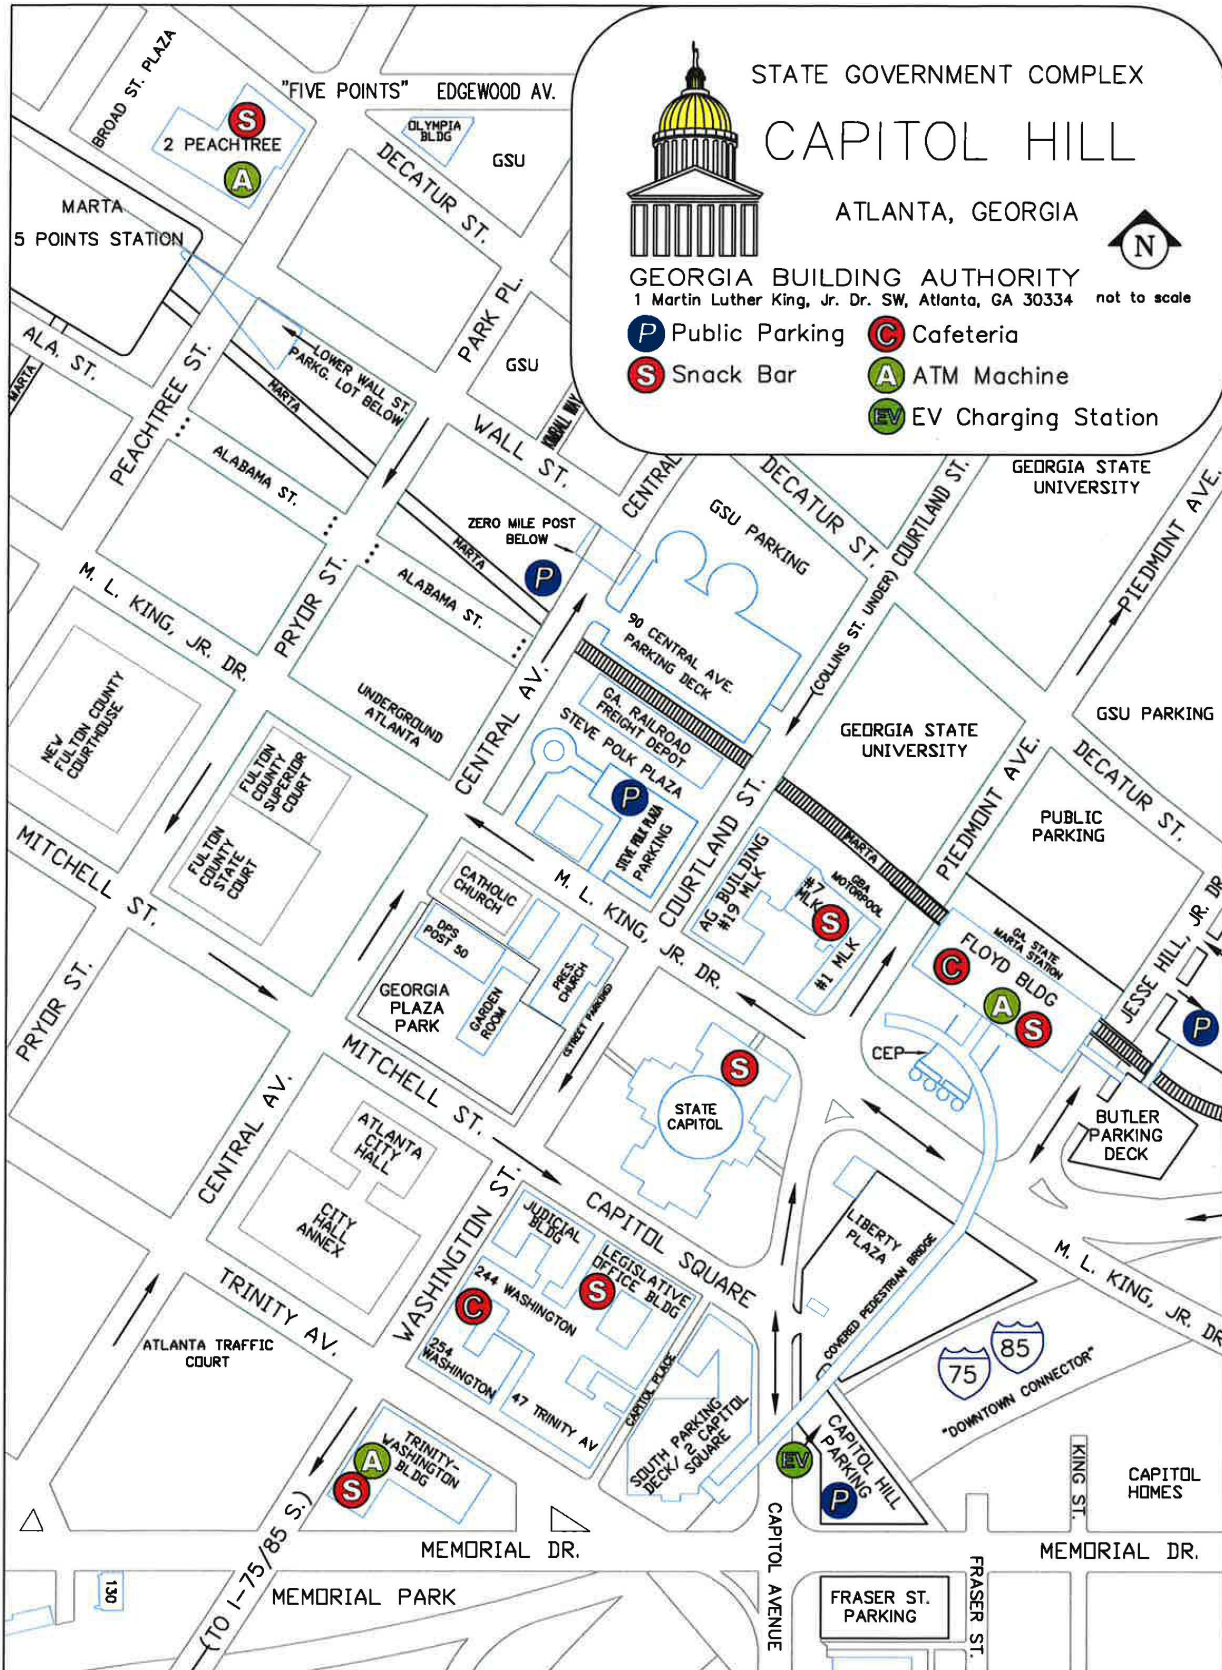 STATE GOVERNMENT COMPLEX
CAPITOL HILL
ATLANTA, GEORGIA
N
GEORGIA BUILDING AUTHORITY
1 Martin Luther King, Jr. Dr. SW, Atlanta, GA 30334
not to scale
P Public Parking
C Cafeteria
S Snack Bar
A ATM Machine
EV EV Charging Station
BROAD ST. PLAZA
"FIVE POINTS"
EDGEWOOD AV.
S
2 PEACHTREE
A
OLYMPIA
BLDG
GSU
DECATUR ST.
MARTA
5 POINTS STATION
PARK PL.
ALA. ST.
MARTA
PEACHTREE ST.
LOWER WALL ST.
PARKG. LOT BELOW
MARTA
GSU
KIMBALL WAY
WALL ST.
CENTRAL
DECATUR ST.
GEORGIA STATE
UNIVERSITY
PIEDMONT AVE.
ALABAMA ST.
ZERO MILE POST
BELOW
P
MARTA
GSU PARKING
(COLLINS ST. UNDER) COURTLAND ST.
M. L. KING, JR. DR.
PRYOR ST.
ALABAMA ST.
90 CENTRAL AVE.
PARKING DECK
NEW
FULTON COUNTY
COURTHOUSE
UNDERGROUND
ATLANTA
CENTRAL AV.
GA. RAILROAD
FREIGHT DEPOT
STEVE POLK PLAZA
P
STEVE POLK PLAZA
PARKING
GEORGIA STATE
UNIVERSITY
GSU PARKING
DECATUR ST.
FULTON
COUNTY
SUPERIOR
COURT
FULTON
COUNTY
STATE
COURT
MITCHELL ST.
COURTLAND ST.
MARTA
PIEDMONT AVE.
PUBLIC
PARKING
CATHOLIC
CHURCH
M. L. KING, JR. DR.
AG BUILDING
#19 MLK
#7
MLK
GBA
MOTORPOOL
S
#1 MLK
DPS
POST 50
GEORGIA
PLAZA
PARK
GARDEN
ROOM
PRES.
CHURCH
(STREET PARKING)
GA. STATE
MARTA STATION
FLOYD BLDG
C
A
S
JESSE HILL, JR. DR
P
PRYOR ST.
MITCHELL ST.
CEP
S
STATE
CAPITOL
BUTLER
PARKING
DECK
CENTRAL AV.
ATLANTA
CITY
HALL
CITY
HALL
ANNEX
WASHINGTON ST.
JUDICIAL
BLDG
CAPITOL SQUARE
LEGISLATIVE
OFFICE BLDG
S
LIBERTY
PLAZA
COVERED PEDESTRIAN BRIDGE
M. L. KING, JR. DR
TRINITY AV.
C
244 WASHINGTON
254
WASHINGTON
47 TRINITY AV
CAPITOL PLACE
ATLANTA TRAFFIC
COURT
75
85
"DOWNTOWN CONNECTOR"
SOUTH PARKING
DECK/ 2 CAPITOL
SQUARE
CAPITOL HILL
PARKING
EV
P
KING ST.
CAPITOL
HOMES
TRINITY-
WASHINGTON
BLDG
A
S
MEMORIAL DR.
MEMORIAL DR.
CAPITOL AVENUE
130
MEMORIAL PARK
(TO I-75/85 S.)
FRASER ST.
PARKING
FRASER ST.